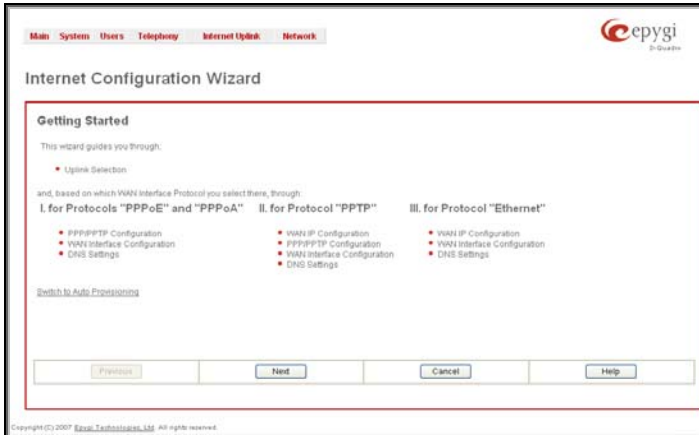 Main System Users Telephony Internet Uplink Network
epygi
Internet Configuration Wizard
Getting Started
This wizard guides you through:
Uplink Selection
and, based on which WAN Interface Protocol you select there, through:
I. for Protocols "PPPoE" and "PPPoA"
PPP/PPTP Configuration
WAN Interface Configuration
DNS Settings
II. for Protocol "PPTP"
WAN IP Configuration
PPP/PPTP Configuration
WAN Interface Configuration
DNS Settings
III. for Protocol "Ethernet"
WAN IP Configuration
WAN Interface Configuration
DNS Settings
Switch to Auto Provisioning
Previous Next Cancel Help
Copyright (C) 2007 Epygi Technologies, Ltd. All rights reserved.